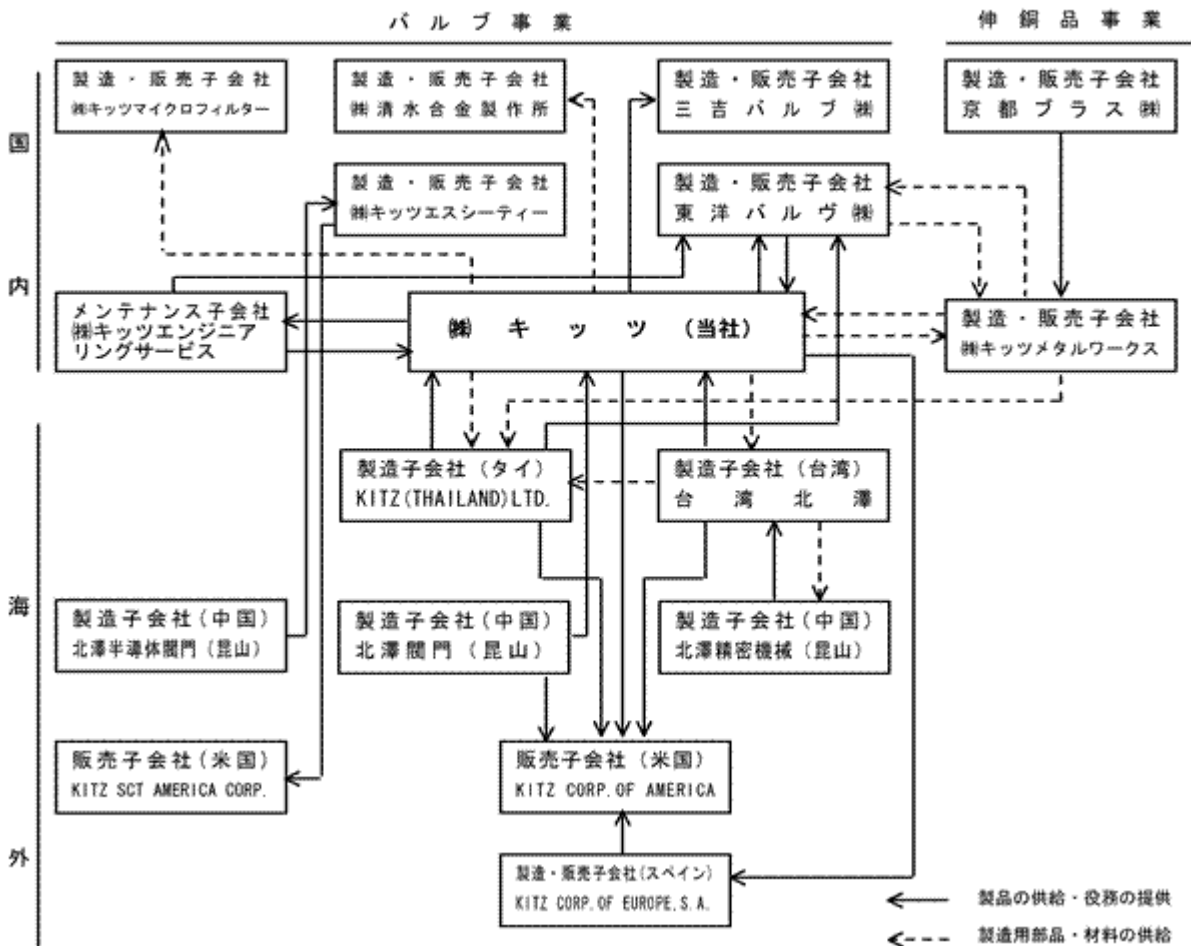 バルブ事業
伸銅品事業
国内
製造・販売子会社
㈱キッツマイクロフィルター
製造・販売子会社
㈱清水合金製作所
製造・販売子会社
三吉バルブ㈱
製造・販売子会社
京都ブラス㈱
製造・販売子会社
㈱キッツエスシーティー
製造・販売子会社
東洋バルヴ㈱
メンテナンス子会社
㈱キッツエンジニア
リングサービス
㈱キッツ(当社)
製造・販売子会社
㈱キッツメタルワークス
海外
製造子会社(タイ)
KITZ(THAILAND)LTD.
製造子会社(台湾)
台湾北澤
製造子会社(中国)
北澤半導体閥門(昆山)
製造子会社(中国)
北澤閥門(昆山)
製造子会社(中国)
北澤精密機械(昆山)
販売子会社(米国)
KITZ SCT AMERICA CORP.
販売子会社(米国)
KITZ CORP. OF AMERICA
製造・販売子会社(スペイン)
KITZ CORP. OF EUROPE, S.A.
製品の供給・役務の提供
製造用部品・材料の供給